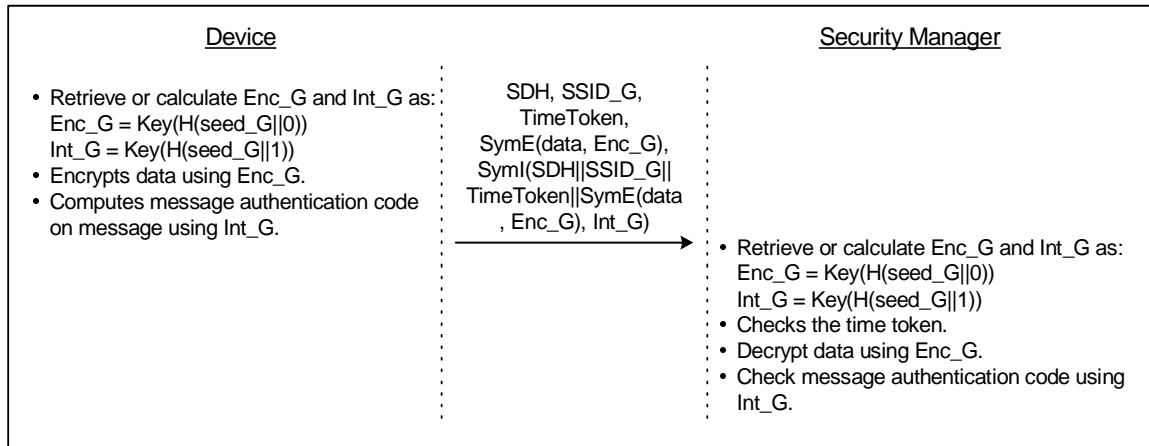 Device
Security Manager
• Retrieve or calculate Enc_G and Int_G as:
Enc_G = Key(H(seed_G||0))
Int_G = Key(H(seed_G||1))
• Encrypts data using Enc_G.
• Computes message authentication code
on message using Int_G.
SDH, SSID_G,
TimeToken,
SymE(data, Enc_G),
SymI(SDH||SSID_G||
TimeToken||SymE(data
, Enc_G), Int_G)
• Retrieve or calculate Enc_G and Int_G as:
Enc_G = Key(H(seed_G||0))
Int_G = Key(H(seed_G||1))
• Checks the time token.
• Decrypt data using Enc_G.
• Check message authentication code using
Int_G.